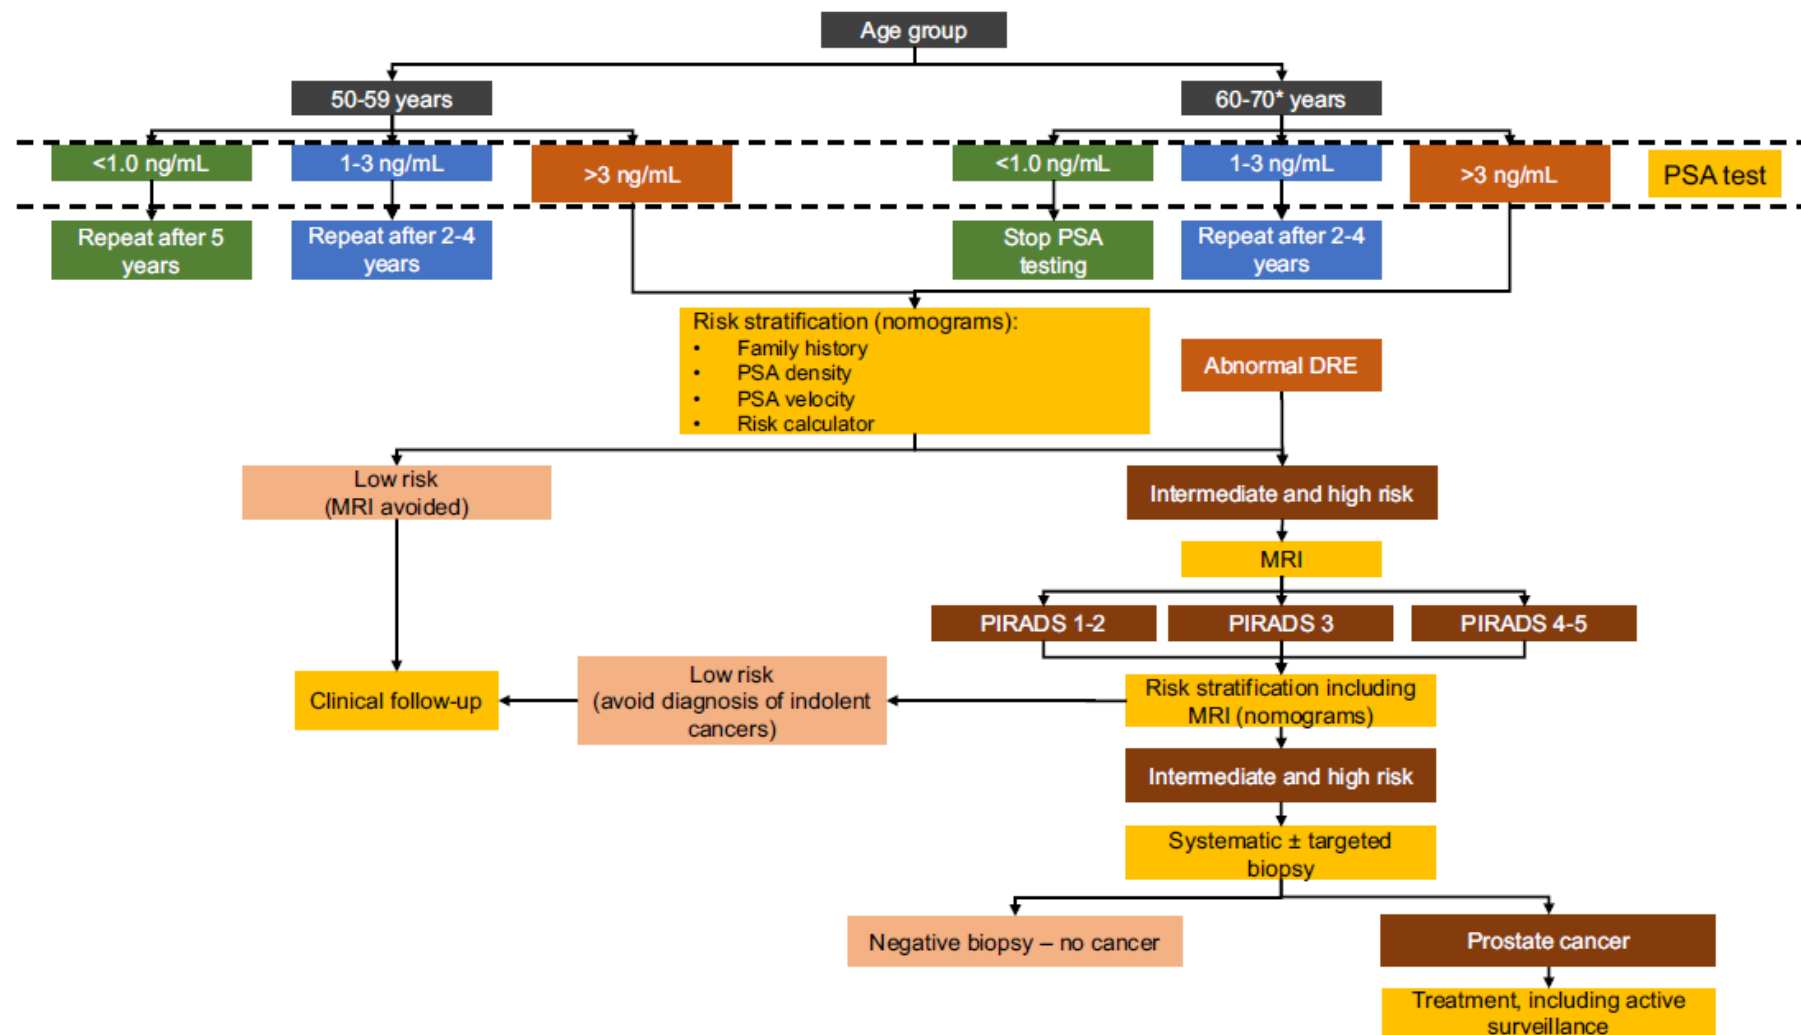 Age group
50-59 years
60-70* years
<1.0 ng/mL
1-3 ng/mL
>3 ng/mL
<1.0 ng/mL
1-3 ng/mL
>3 ng/mL
PSA test
Repeat after 5
years
Repeat after 2-4
years
Stop PSA
testing
Repeat after 2-4
years
Risk stratification (nomograms):
• Family history
• PSA density
• PSA velocity
• Risk calculator
Abnormal DRE
Low risk
(MRI avoided)
Intermediate and high risk
MRI
PIRADS 1-2
PIRADS 3
PIRADS 4-5
Clinical follow-up
Low risk
(avoid diagnosis of indolent
cancers)
Risk stratification including
MRI (nomograms)
Intermediate and high risk
Systematic ± targeted
biopsy
Negative biopsy – no cancer
Prostate cancer
Treatment, including active
surveillance